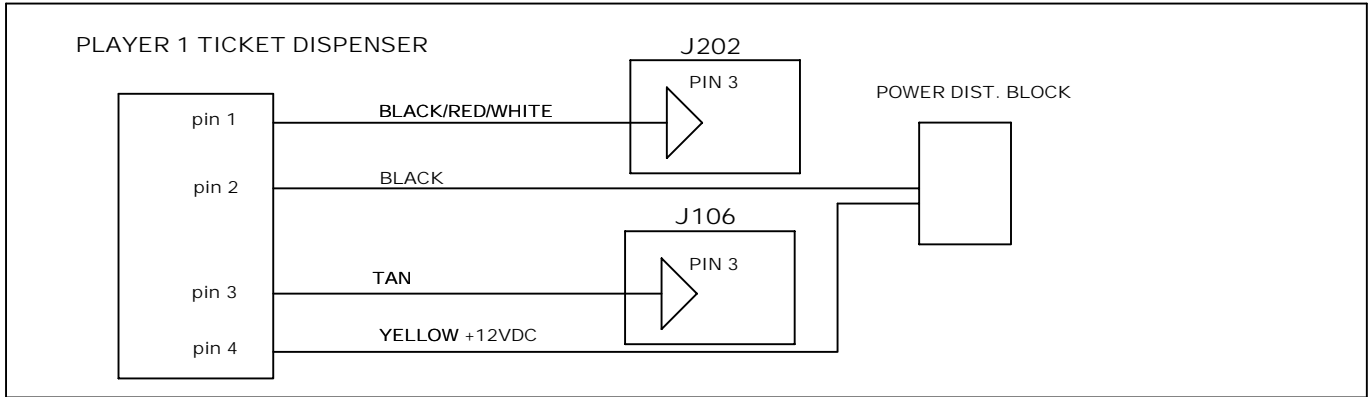 PLAYER 1 TICKET DISPENSER
J202
PIN 3
POWER DIST. BLOCK
pin 1
BLACK/RED/WHITE
pin 2
BLACK
J106
PIN 3
pin 3
TAN
pin 4
YELLOW +12VDC